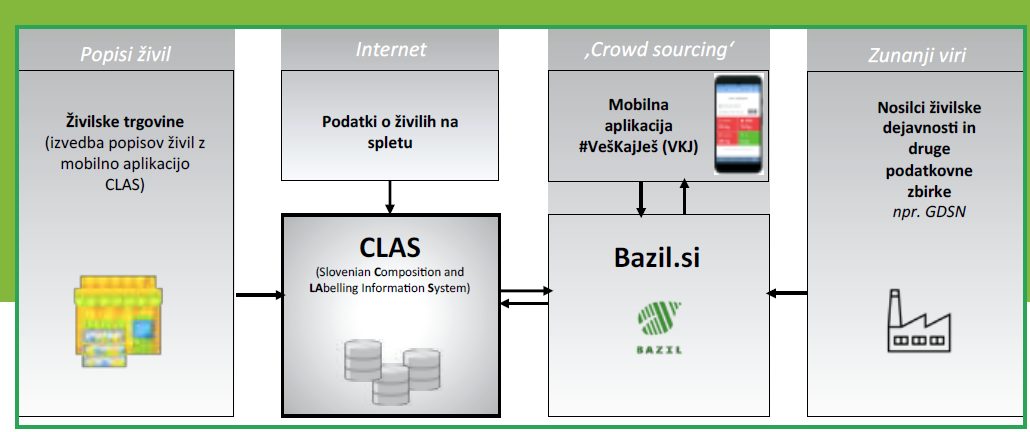 Popisi živil
Živilske trgovine
(izvedba popisov živil z
mobilno aplikacijo
CLAS)
Internet
Podatki o živilih na
spletu
CLAS
(Slovenian Composition and
LAbelling Information System)
‚Crowd sourcing‘
Mobilna
aplikacija
#VešKajJeš (VKJ)
Bazil.si
BAZIL
Zunanji viri
Nosilci živilske
dejavnosti in
druge
podatkovne
zbirke
npr. GDSN